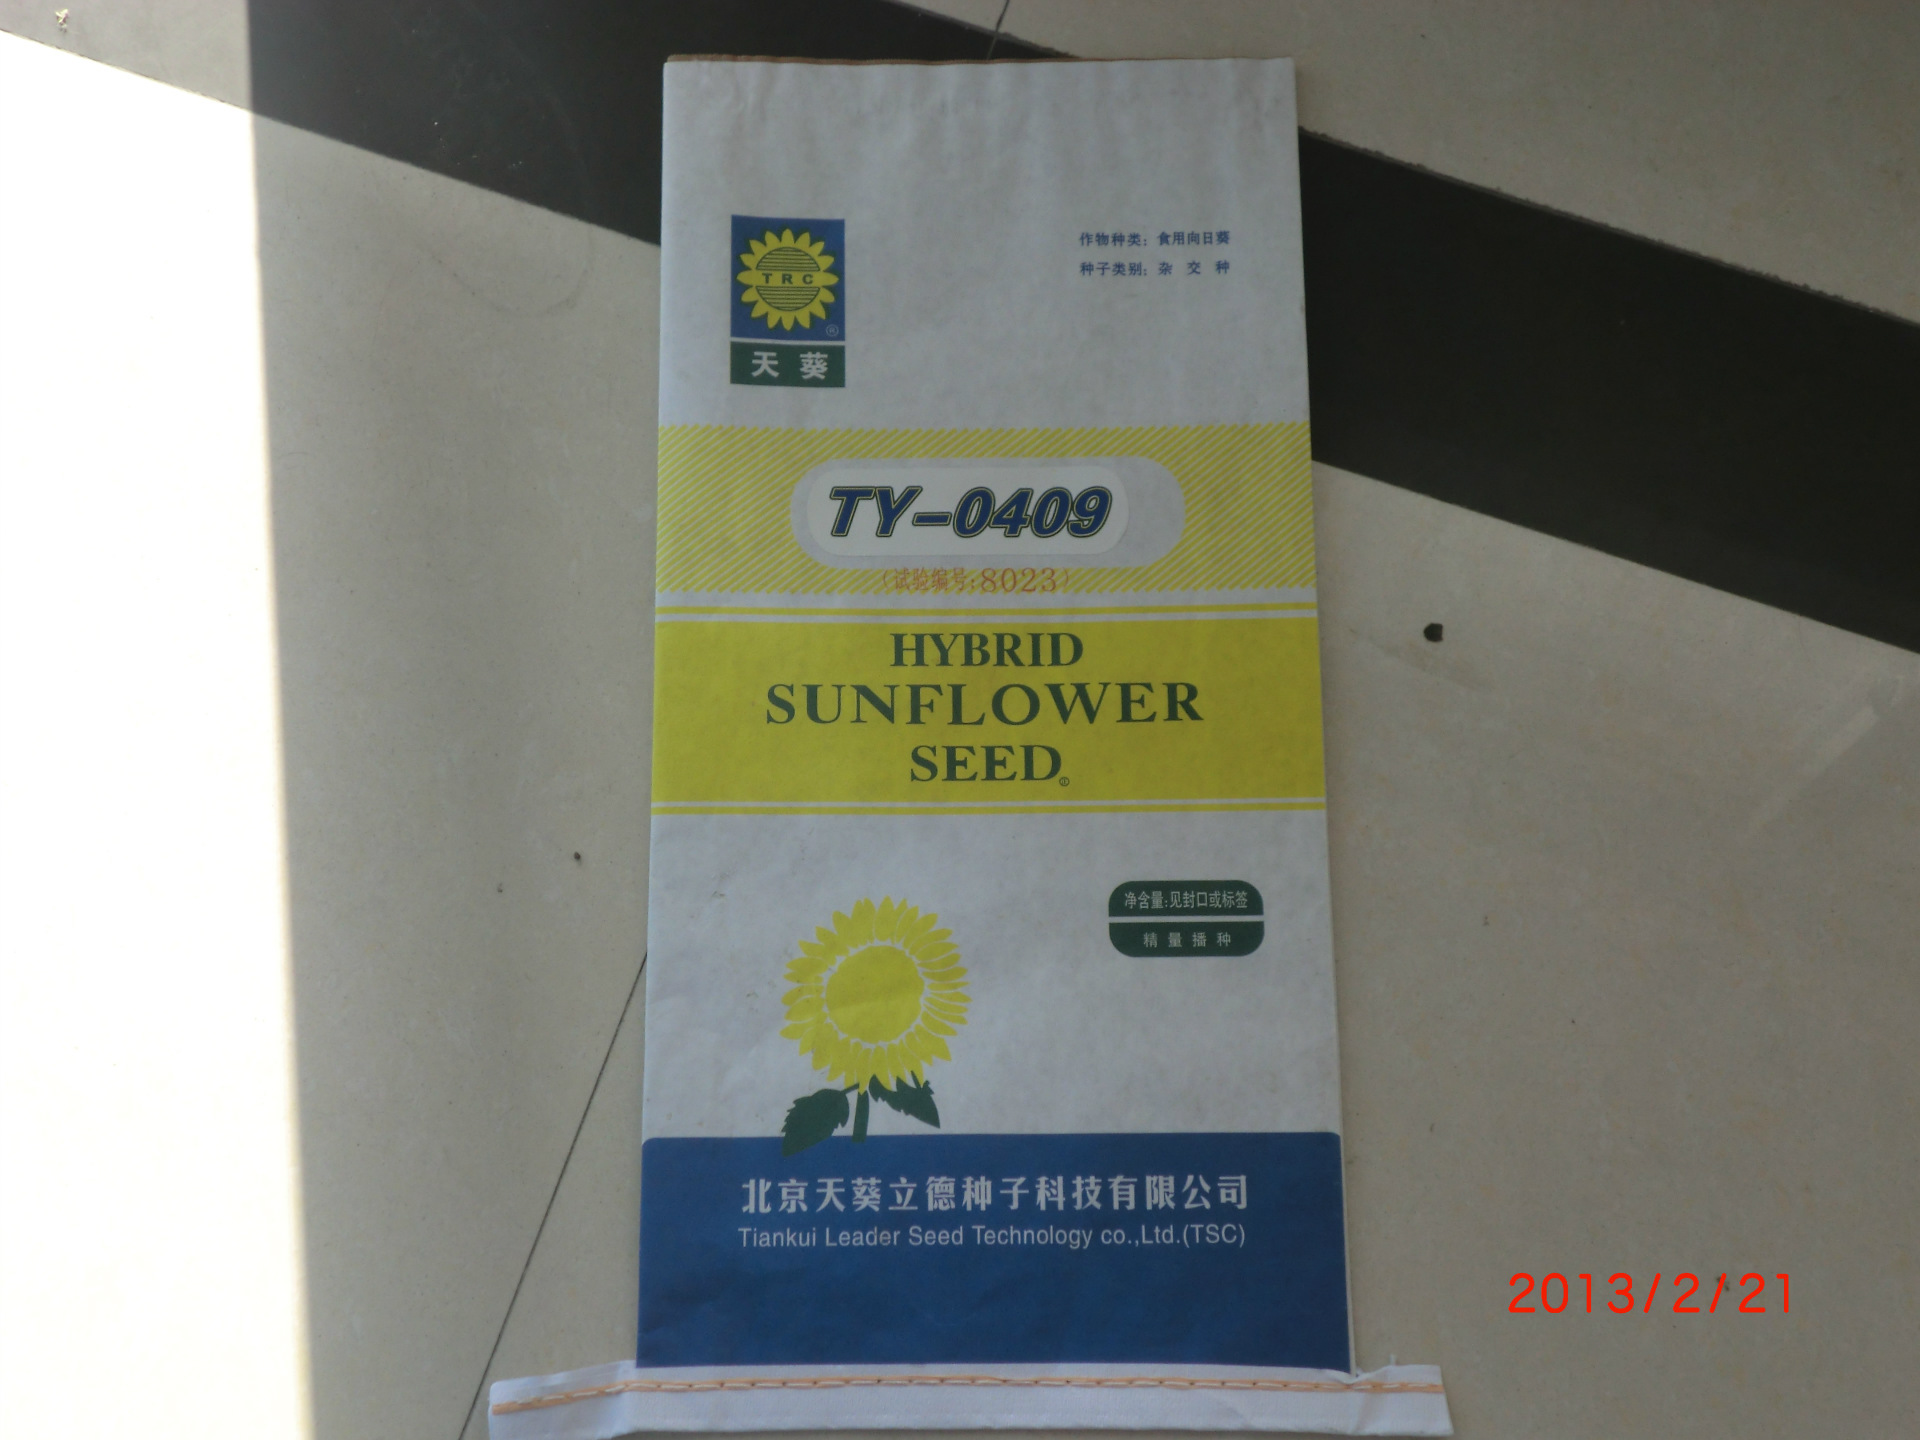 TRC
®
天葵
作物种类：食用向日葵
种子类别：杂 交 种
TY-0409
（试验编号:8023）
HYBRID
SUNFLOWER
SEED®
净含量:见封口或标签
精量播种
北京天葵立德种子科技有限公司
Tiankui Leader Seed Technology co.,Ltd.(TSC)
2013/2/21